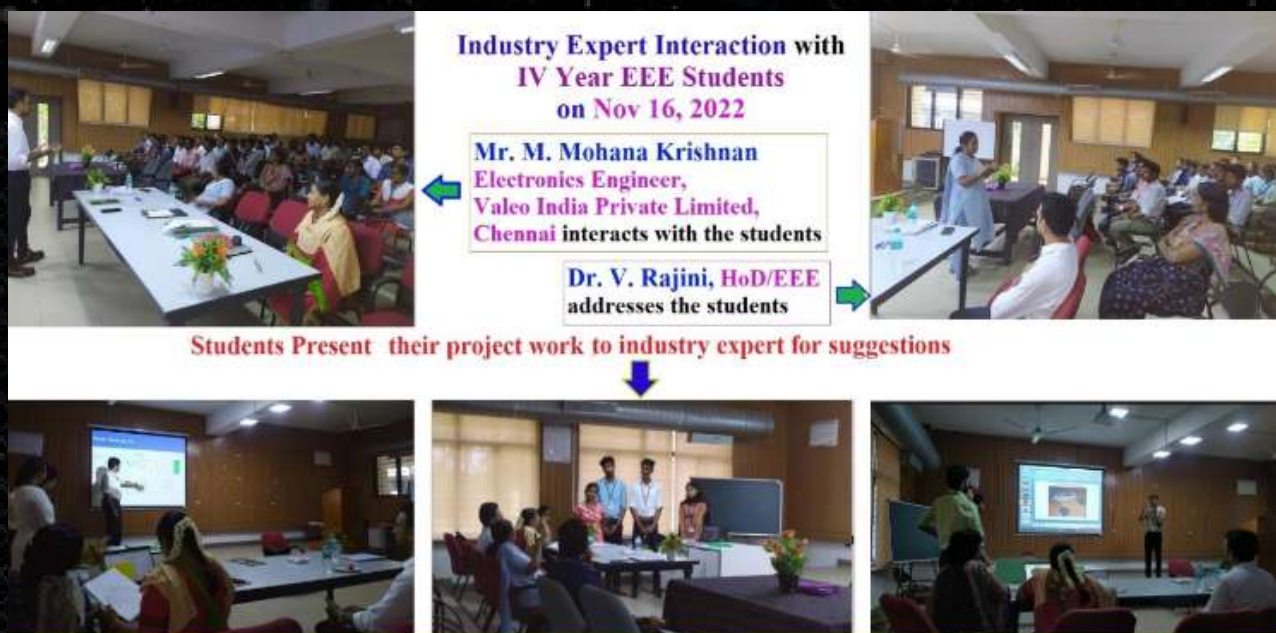 Industry Expert Interaction with
IV Year EEE Students
on Nov 16, 2022
Mr. M. Mohana Krishnan
Electronics Engineer,
Valeo India Private Limited,
Chennai interacts with the students
Dr. V. Rajini, HoD/EEE
addresses the students
Students Present their project work to industry expert for suggestions